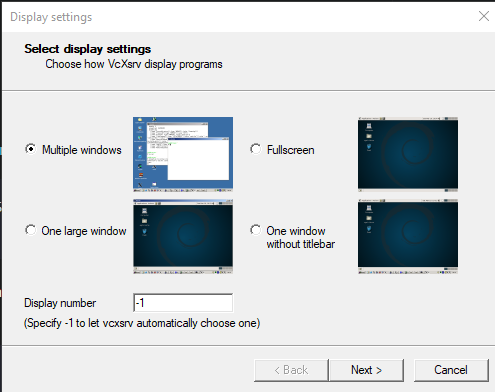 Display settings
Select display settings
Choose how VcXsrv display programs
Multiple windows
Fullscreen
One large window
One window
without titlebar
Display number
-1
(Specify -1 to let vcxsrv automatically choose one)
< Back
Next >
Cancel